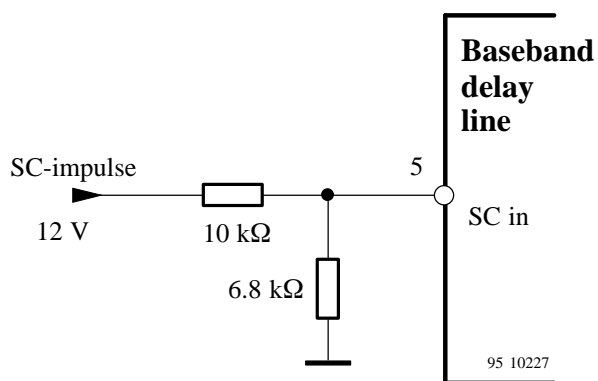 Baseband
delay
line
SC-impulse
5
12 V
10 kΩ
SC in
6.8 kΩ
95 10227